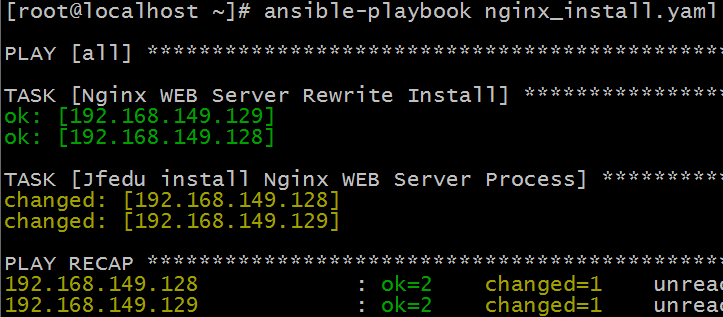 [root@localhost ~]# ansible-playbook nginx_install.yaml
PLAY [all] *********************************************
TASK [Nginx WEB Server Rewrite Install] *****************
ok: [192.168.149.129]
ok: [192.168.149.128]
TASK [Jfedu install Nginx WEB Server Process] **********
changed: [192.168.149.128]
changed: [192.168.149.129]
PLAY RECAP *********************************************
192.168.149.128 : ok=2 changed=1 unreac
192.168.149.129 : ok=2 changed=1 unreac